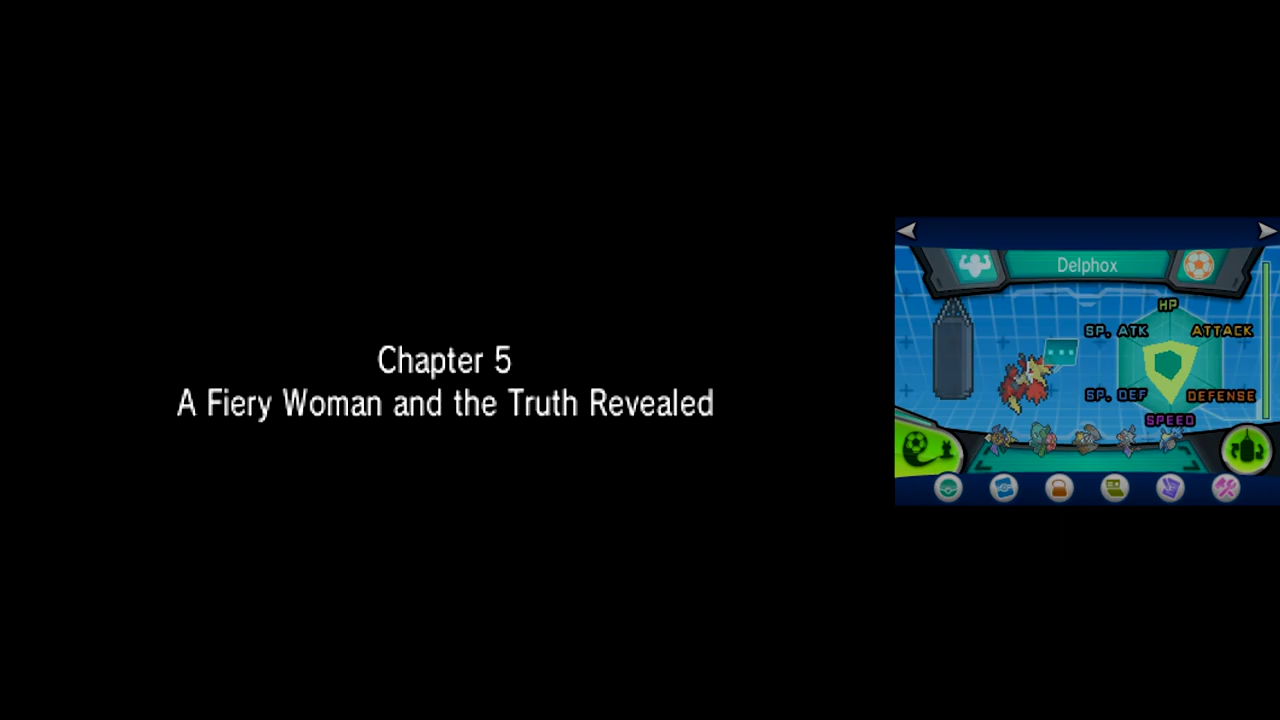 Chapter 5
A Fiery Woman and the Truth Revealed
Delphox
HP
SP. ATK
ATTACK
SP. DEF
DEFENSE
SPEED